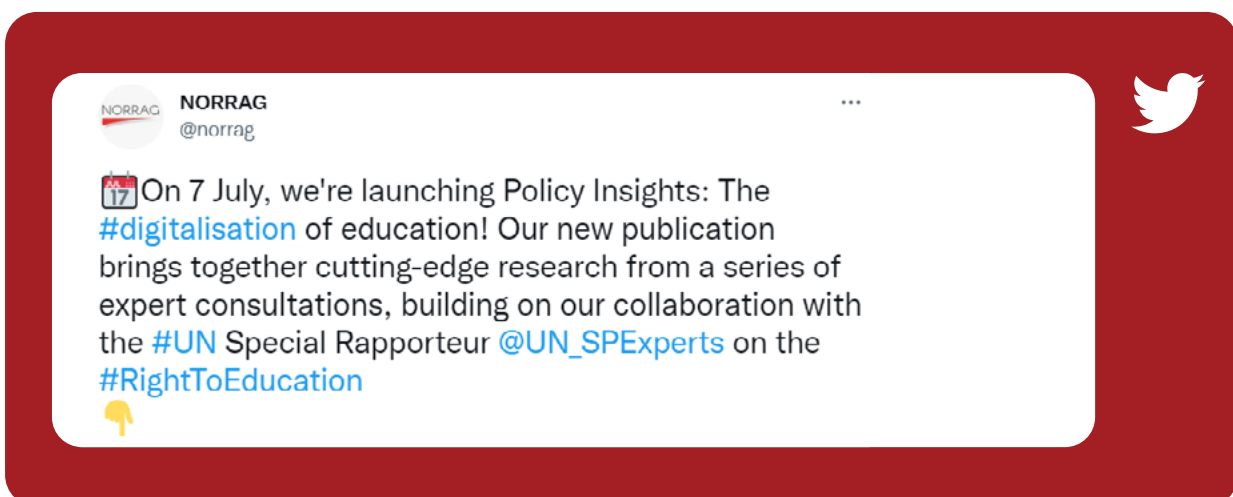 NORRAG
NORRAG
@norrag
17 On 7 July, we're launching Policy Insights: The
#digitalisation of education! Our new publication
brings together cutting-edge research from a series of
expert consultations, building on our collaboration with
the #UN Special Rapporteur @UN_SPExperts on the
#RightToEducation